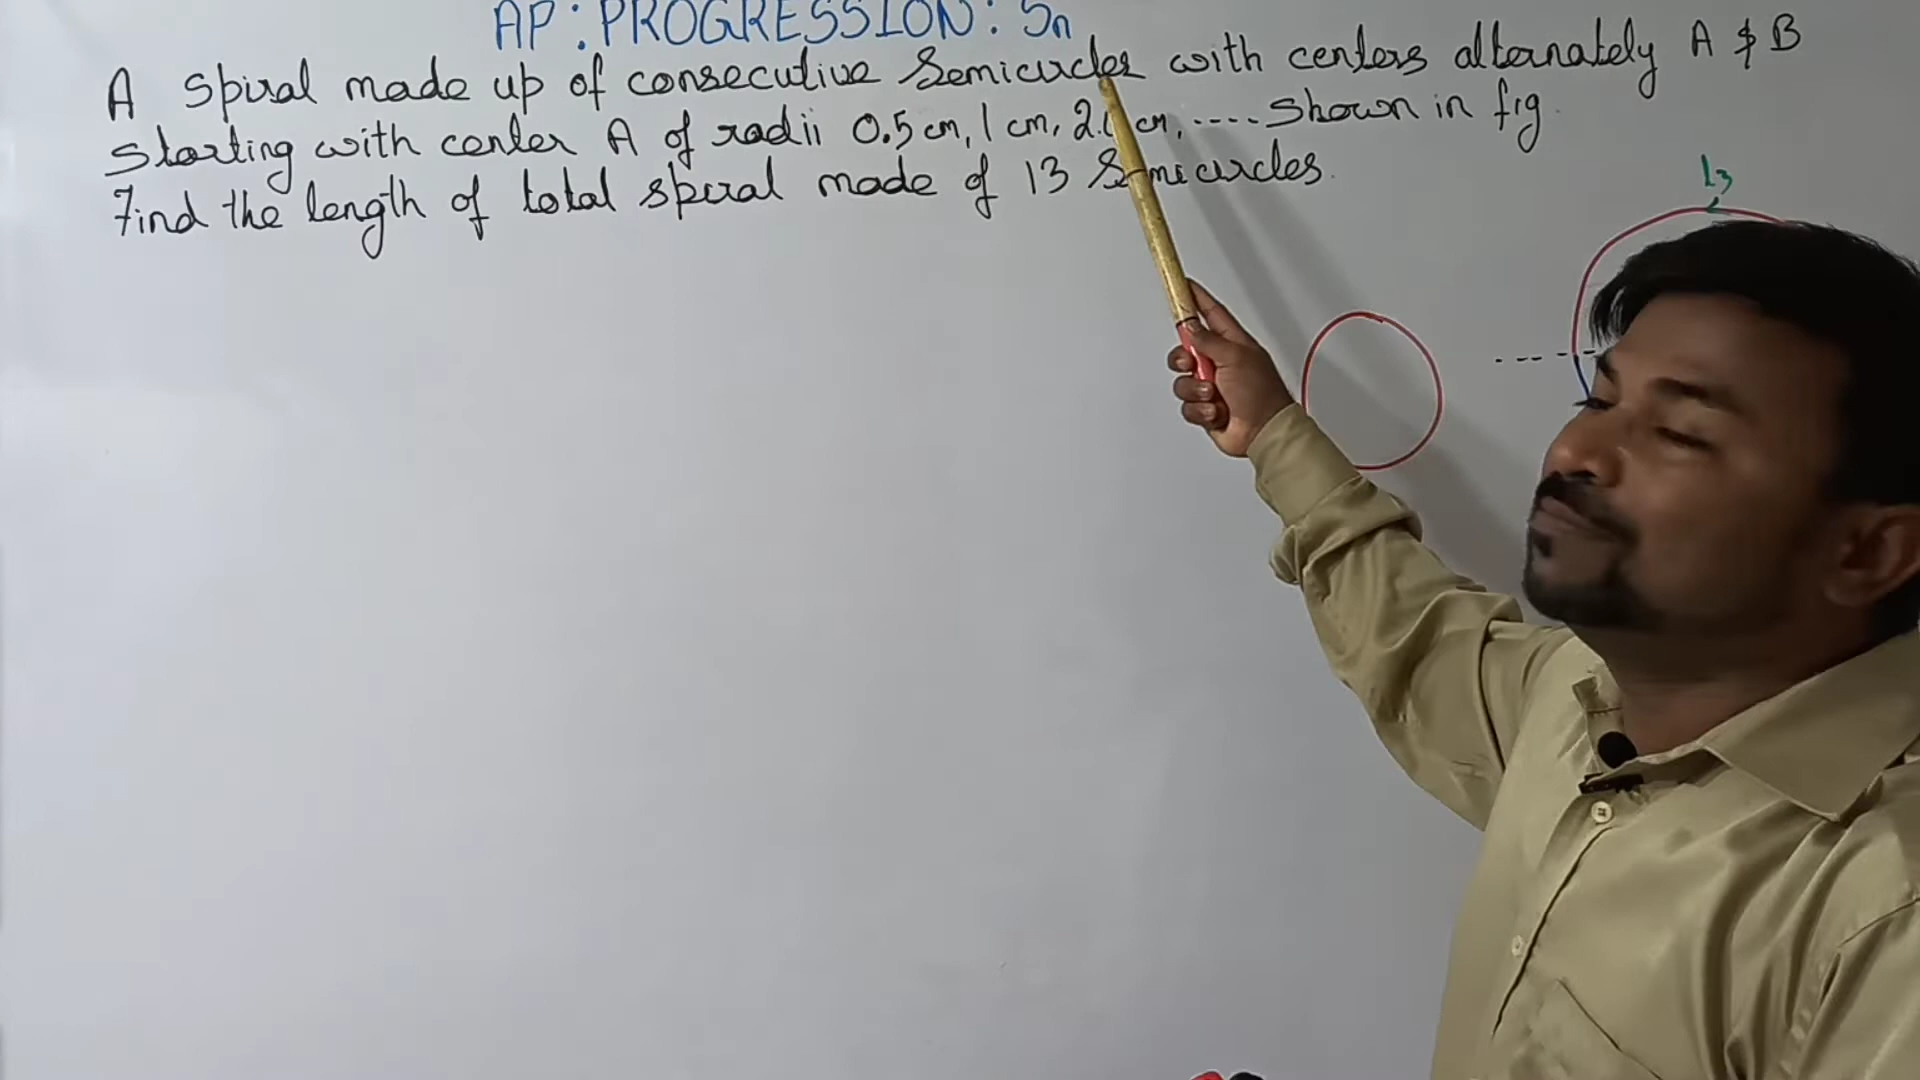 AP: PROGRESSION: Sn
A spiral made up of consecutive Semicircles with centers alternately A & B
starting with center A of radii 0.5 cm, 1 cm, cm, .... Shown in fig.
Find the length of total spiral made of 13 Semicircles.
l3